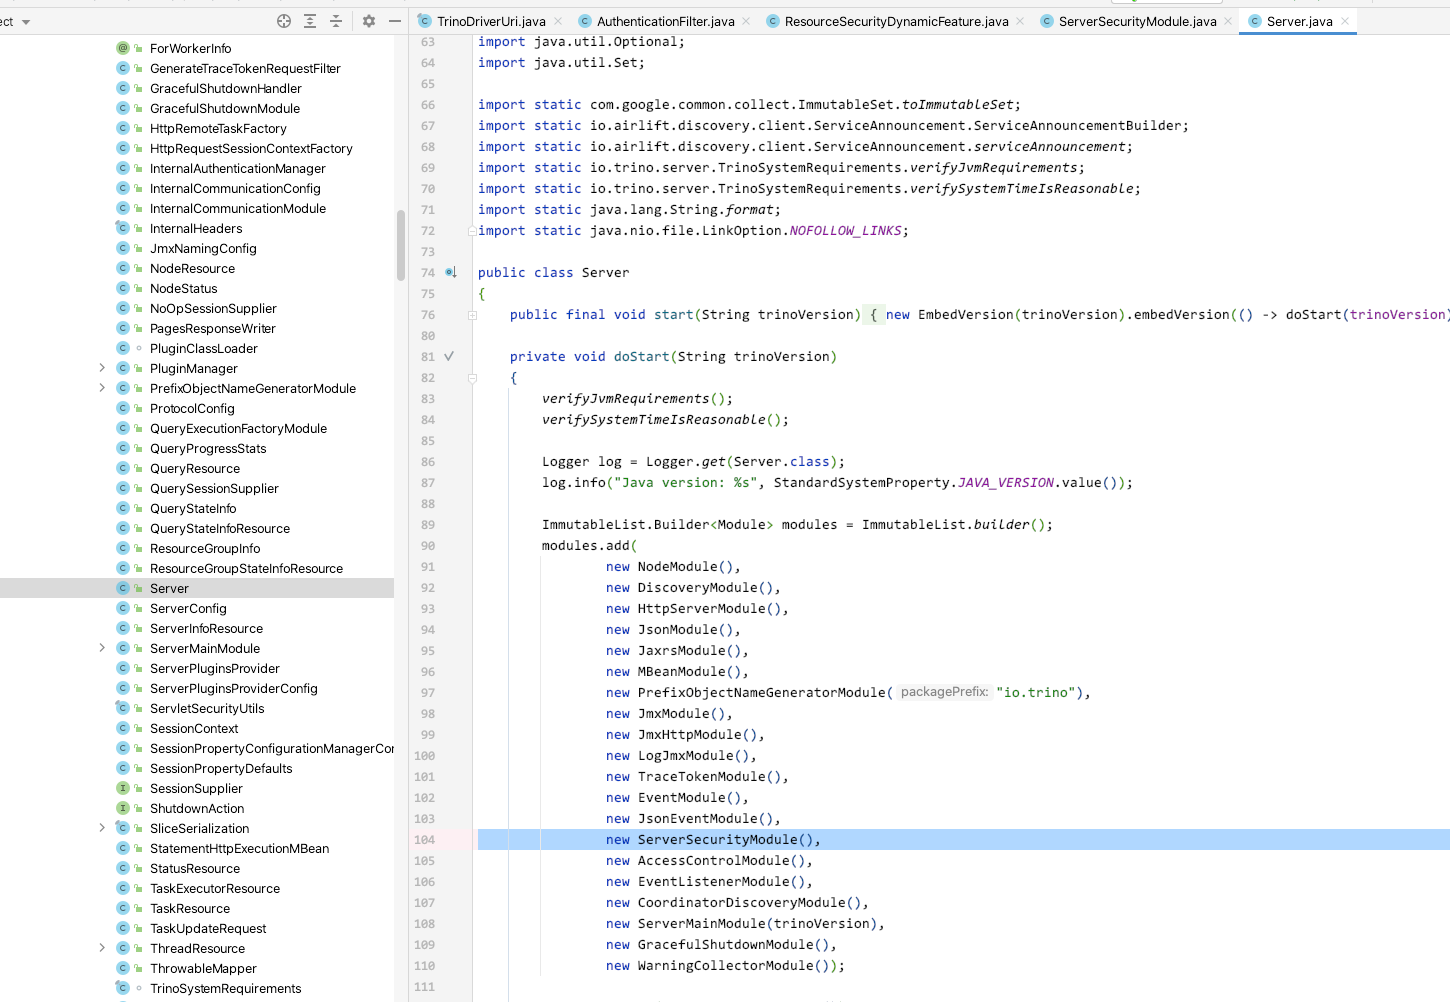 ect
ForWorkerInfo
GenerateTraceTokenRequestFilter
GracefulShutdownHandler
GracefulShutdownModule
HttpRemoteTaskFactory
HttpRequestSessionContextFactory
InternalAuthenticationManager
InternalCommunicationConfig
InternalCommunicationModule
InternalHeaders
JmxNamingConfig
NodeResource
NodeStatus
NoOpSessionSupplier
PagesResponseWriter
PluginClassLoader
PluginManager
PrefixObjectNameGeneratorModule
ProtocolConfig
QueryExecutionFactoryModule
QueryProgressStats
QueryResource
QuerySessionSupplier
QueryStateInfo
QueryStateInfoResource
ResourceGroupInfo
ResourceGroupStateInfoResource
Server
ServerConfig
ServerInfoResource
ServerMainModule
ServerPluginsProvider
ServerPluginsProviderConfig
ServletSecurityUtils
SessionContext
SessionPropertyConfigurationManagerCor
SessionPropertyDefaults
SessionSupplier
ShutdownAction
SliceSerialization
StatementHttpExecutionMBean
StatusResource
TaskExecutorResource
TaskResource
TaskUpdateRequest
ThreadResource
ThrowableMapper
TrinoSystemRequirements
TrinoDriverUri.java AuthenticationFilter.java ResourceSecurityDynamicFeature.java ServerSecurityModule.java Server.java
63 import java.util.Optional;
64 import java.util.Set;
65
66 import static com.google.common.collect.ImmutableSet.toImmutableSet;
67 import static io.airlift.discovery.client.ServiceAnnouncement.ServiceAnnouncementBuilder;
68 import static io.airlift.discovery.client.ServiceAnnouncement.serviceAnnouncement;
69 import static io.trino.server.TrinoSystemRequirements.verifyJvmRequirements;
70 import static io.trino.server.TrinoSystemRequirements.verifySystemTimeIsReasonable;
71 import static java.lang.String.format;
72 import static java.nio.file.LinkOption.NOFOLLOW_LINKS;
73
74 public class Server
75 {
76 public final void start(String trinoVersion) { new EmbedVersion(trinoVersion).embedVersion(() -> doStart(trinoVersion)
80
81 private void doStart(String trinoVersion)
82 {
83 verifyJvmRequirements();
84 verifySystemTimeIsReasonable();
85
86 Logger log = Logger.get(Server.class);
87 log.info("Java version: %s", StandardSystemProperty.JAVA_VERSION.value());
88
89 ImmutableList.Builder<Module> modules = ImmutableList.builder();
90 modules.add(
91 new NodeModule(),
92 new DiscoveryModule(),
93 new HttpServerModule(),
94 new JsonModule(),
95 new JaxrsModule(),
96 new MBeanModule(),
97 new PrefixObjectNameGeneratorModule( packagePrefix: "io.trino"),
98 new JmxModule(),
99 new JmxHttpModule(),
100 new LogJmxModule(),
101 new TraceTokenModule(),
102 new EventModule(),
103 new JsonEventModule(),
104 new ServerSecurityModule(),
105 new AccessControlModule(),
106 new EventListenerModule(),
107 new CoordinatorDiscoveryModule(),
108 new ServerMainModule(trinoVersion),
109 new GracefulShutdownModule(),
110 new WarningCollectorModule());
111